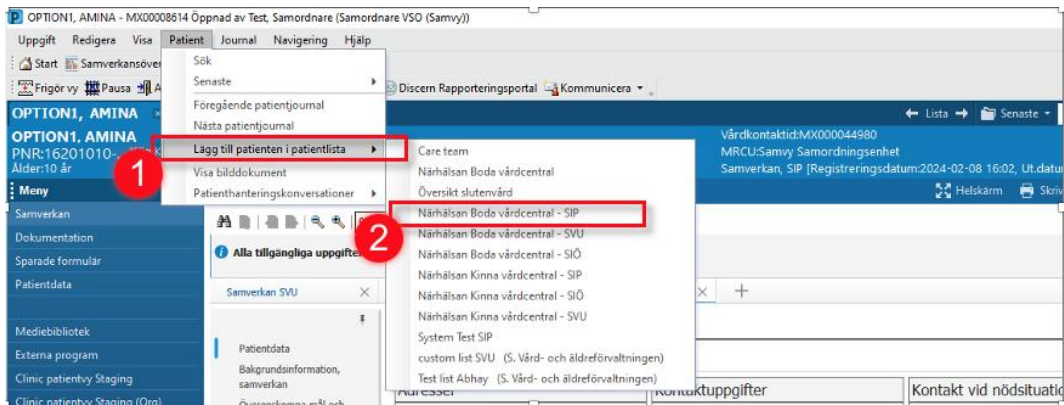 OPTION1, AMINA - MX00008614 Öppnad av Test, Samordnare (Samordnare VSO (Samvy))
Uppgift Redigera Visa Patient Journal Navigering Hjälp
Start Samverkansöver
Frigör vy Pausa A
Discern Rapporteringsportal Kommunicera
Sök
Senaste
Föregående patientjournal
Nästa patientjournal
Lägg till patienten i patientlista
Visa bilddokument
Patienthanteringskonversationer
1
OPTION1, AMINA
Lista Senaste
OPTION1, AMINA
PNR:16201010-
Ålder:10 år
Vårdkontaktid:MX000044980
MRCU:Samvy Samordningsenhet
Samverkan, SIP [Registreringsdatum:2024-02-08 16:02, Ut.datu
Meny
Helskärm Skriv
Care team
Närhälsan Boda vårdcentral
Översikt slutenvård
Närhälsan Boda vårdcentral - SIP
Närhälsan Boda vårdcentral - SVU
Närhälsan Boda vårdcentral - SIÖ
Närhälsan Kinna vårdcentral - SIP
Närhälsan Kinna vårdcentral - SIÖ
Närhälsan Kinna vårdcentral - SVU
System Test SIP
custom list SVU (S. Vård- och äldreförvaltningen)
Test list Abhay (S. Vård- och äldreförvaltningen)
2
Samverkan
Dokumentation
Sparade formulär
Patientdata
Mediebibliotek
Externa program
Clinic patientvy Staging
Clinic patientvy Staging (Org)
Alla tillgängliga uppgifte
Samverkan SVU
Patientdata
Bakgrundsinformation,
samverkan
Överenskomna mål och
Adresser Kontaktuppgifter Kontakt vid nödsituatio